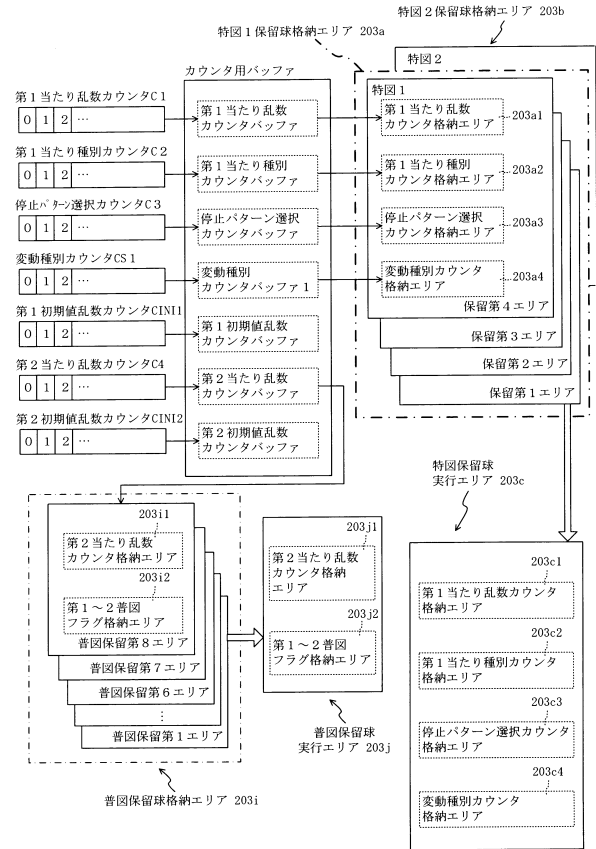 特図２保留球格納エリア 203b
特図１保留球格納エリア 203a
特図２
カウンタ用バッファ
特図１
第１当たり乱数カウンタC1
０ １ ２ …
第１当たり乱数
カウンタバッファ
第１当たり乱数
カウンタ格納エリア
203a1
第１当たり種別カウンタC2
０ １ ２ …
第１当たり種別
カウンタバッファ
第１当たり種別
カウンタ格納エリア
203a2
停止ﾊﾟﾀｰﾝ選択カウンタC3
０ １ ２ …
停止パターン選択
カウンタバッファ
停止パターン選択
カウンタ格納エリア
203a3
変動種別カウンタCS1
０ １ ２ …
変動種別
カウンタバッファ１
変動種別カウンタ
格納エリア
203a4
保留第４エリア
保留第３エリア
保留第２エリア
保留第１エリア
第１初期値乱数カウンタCINI1
０ １ ２ …
第１初期値乱数
カウンタバッファ
第２当たり乱数カウンタC4
０ １ ２ …
第２当たり乱数
カウンタバッファ
第２初期値乱数カウンタCINI2
０ １ ２ …
第２初期値乱数
カウンタバッファ
特図保留球
実行エリア 203c
203i1
第２当たり乱数
カウンタ格納エリア
203i2
第１～２普図
フラグ格納エリア
普図保留第８エリア
普図保留第７エリア
普図保留第６エリア
⋮
普図保留第１エリア
普図保留球格納エリア 203i
203j1
第２当たり乱数
カウンタ格納
エリア
203j2
第１～２普図
フラグ格納エリア
普図保留球
実行エリア 203j
203c1
第１当たり乱数カウンタ
格納エリア
203c2
第１当たり種別カウンタ
格納エリア
203c3
停止パターン選択カウンタ
格納エリア
203c4
変動種別カウンタ
格納エリア